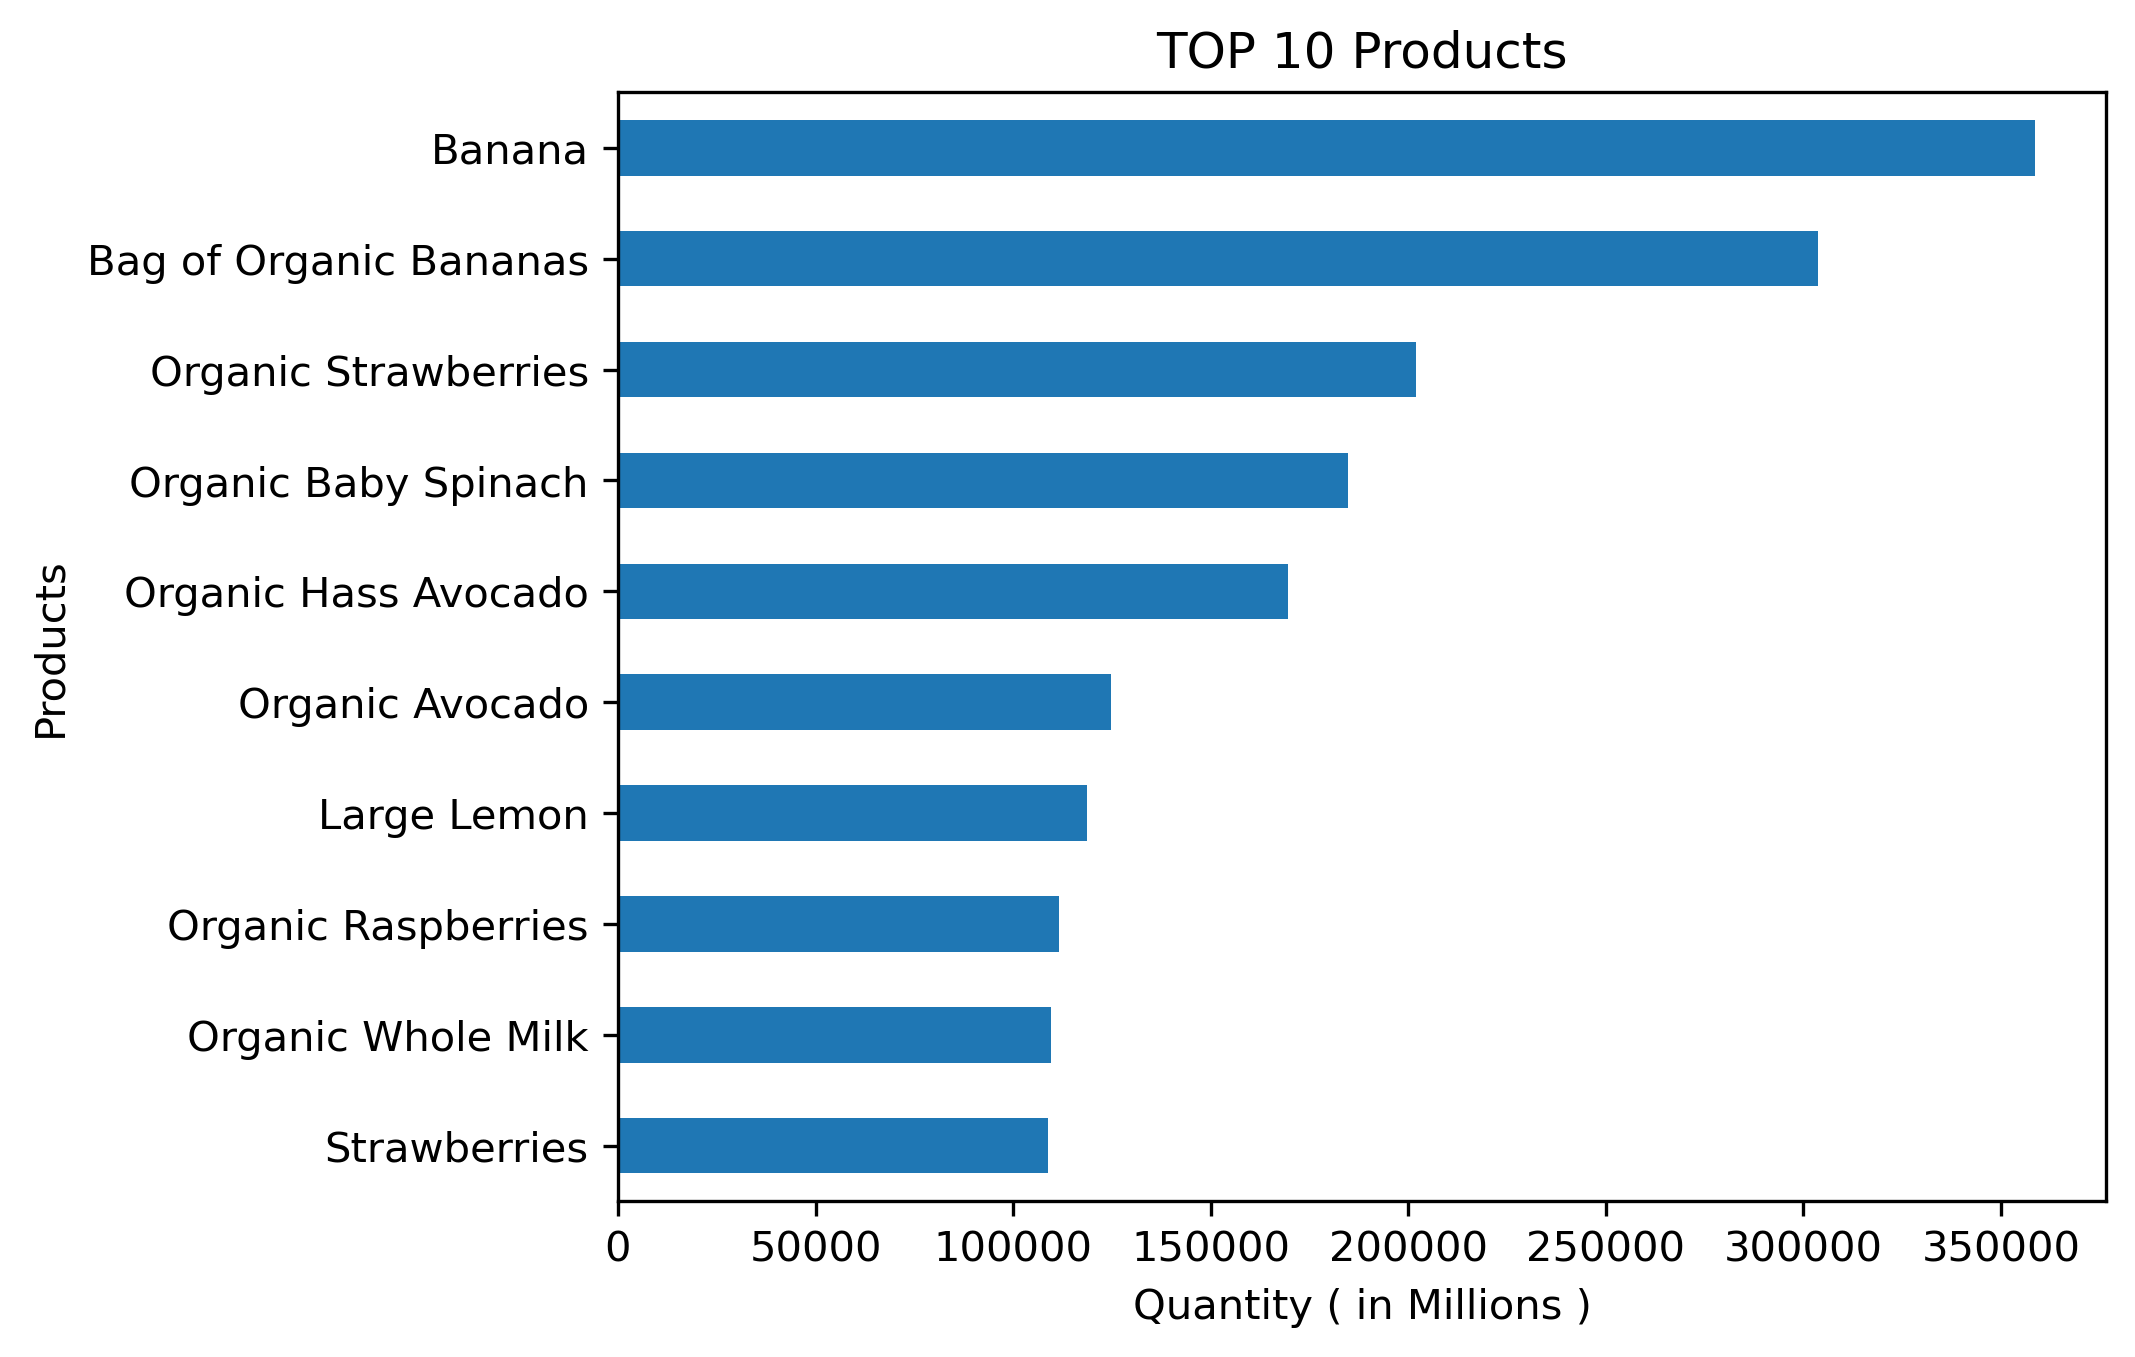 TOP 10 Products
Banana
Bag of Organic Bananas
Organic Strawberries
Organic Baby Spinach
Organic Hass Avocado
Organic Avocado
Large Lemon
Organic Raspberries
Organic Whole Milk
Strawberries
Products
0 50000 100000 150000 200000 250000 300000 350000
Quantity ( in Millions )